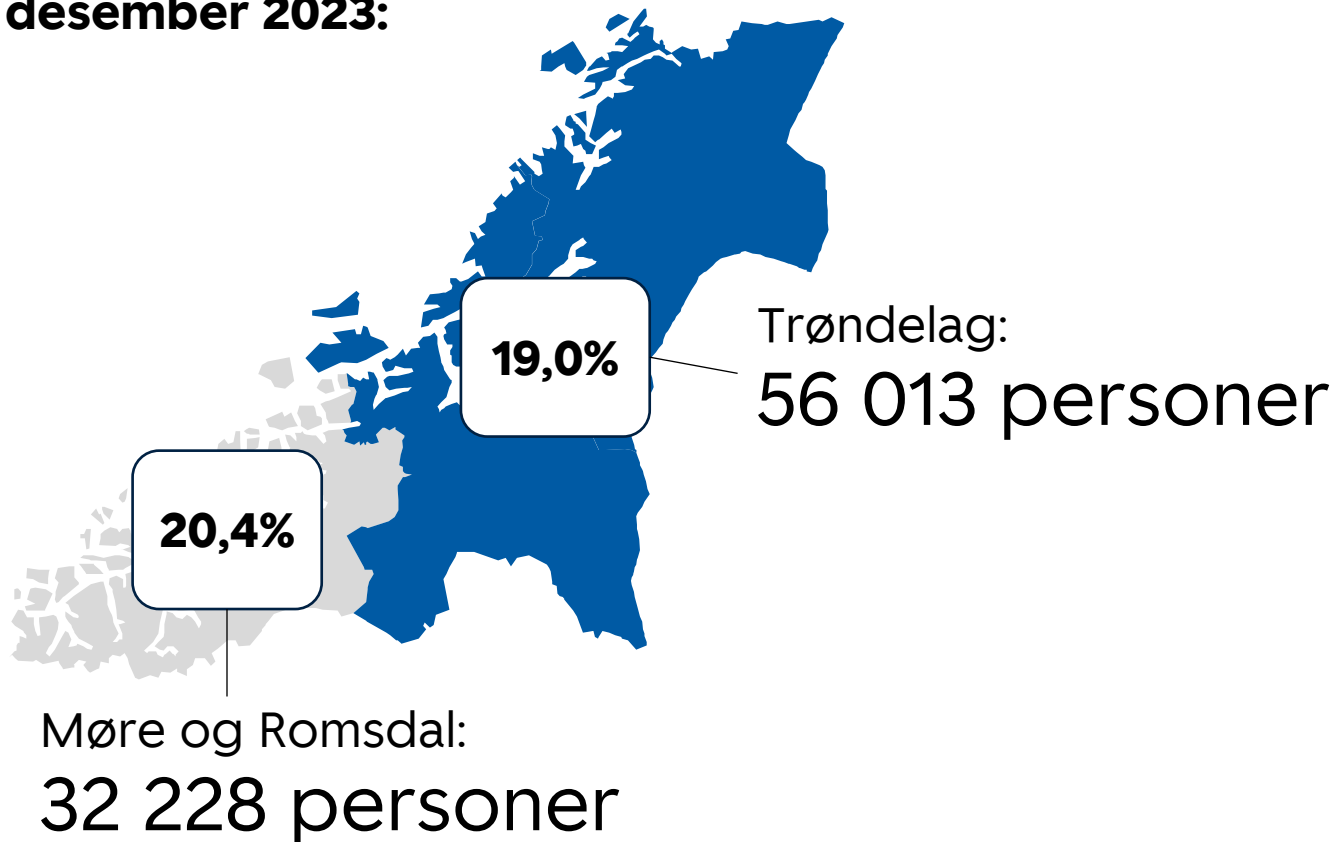 desember 2023:
19,0%
Trøndelag:
56 013 personer
20,4%
Møre og Romsdal:
32 228 personer